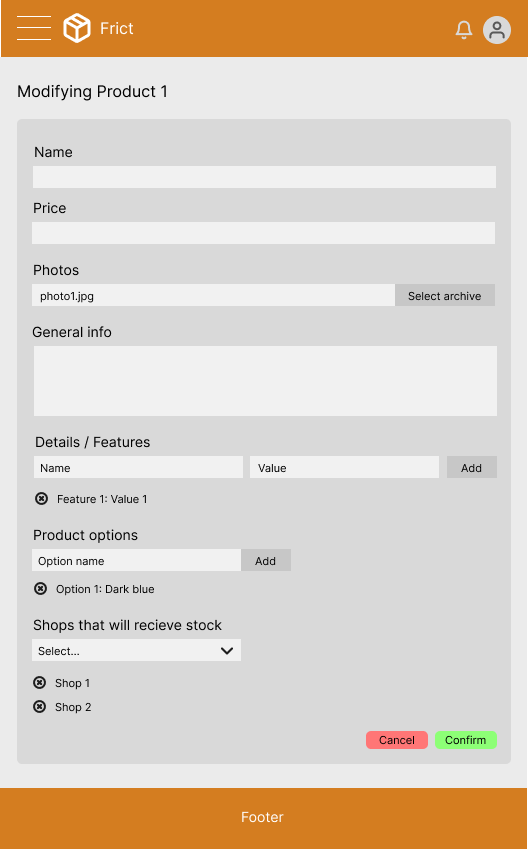 Frict
Modifying Product 1
Name
Price
Photos
photo1.jpg
Select archive
General info
Details / Features
Name
Value
Add
Feature 1: Value 1
Product options
Option name
Add
Option 1: Dark blue
Shops that will recieve stock
Select...
Shop 1
Shop 2
Cancel
Confirm
Footer